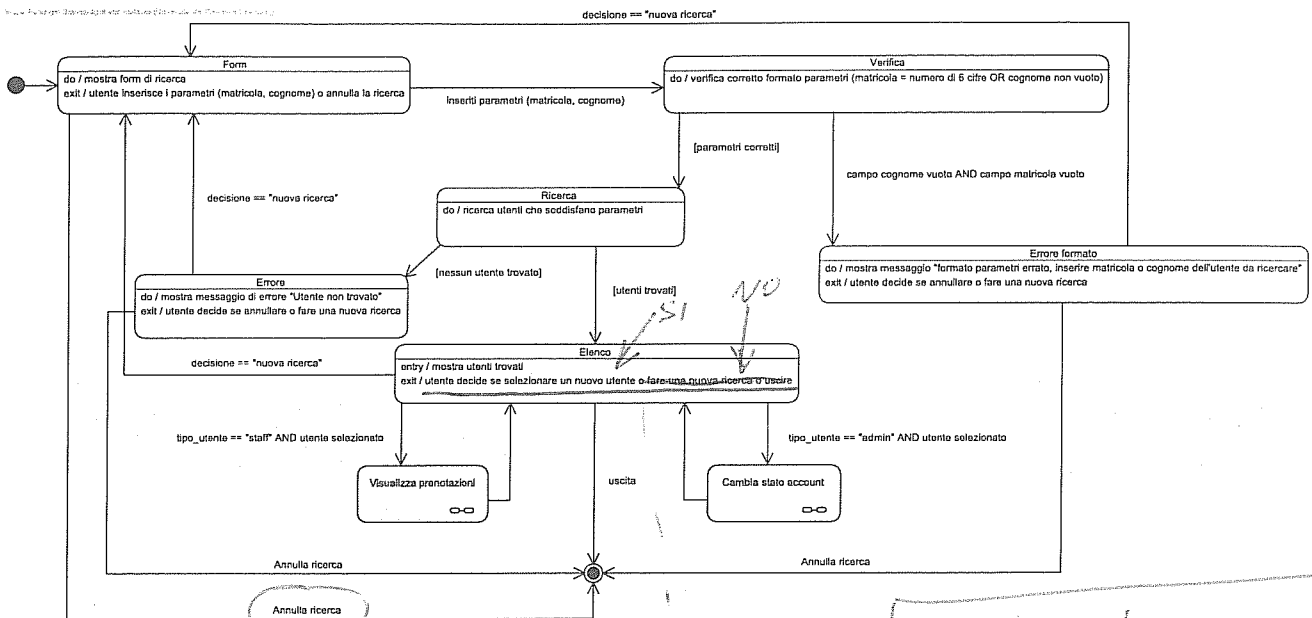 decisione == "nuova ricerca"
Form
do / mostra form di ricerca
exit / utente inserisce i parametri (matricola, cognome) o annulla la ricerca
Verifica
do / verifica corretto formato parametri (matricola = numero di 6 cifre OR cognome non vuoto)
inseriti parametri (matricola, cognome)
[parametri corretti]
campo cognome vuoto AND campo matricola vuoto
decisione == "nuova ricerca"
Ricerca
do / ricerca utenti che soddisfano parametri
Errore formato
do / mostra messaggio "formato parametri errato, inserire matricola o cognome dell'utente da ricercare"
exit / utente decide se annullare o fare una nuova ricerca
[nessun utente trovato]
Errore
do / mostra messaggio di errore "Utente non trovato"
exit / utente decide se annullare o fare una nuova ricerca
[utenti trovati]
SI
NO
Elenco
entry / mostra utenti trovati
exit / utente decide se selezionare un nuovo utente o fare una nuova ricerca o uscire
decisione == "nuova ricerca"
tipo_utente == "staff" AND utente selezionato
tipo_utente == "admin" AND utente selezionato
Visualizza prenotazioni
uscita
Cambia stato account
Annulla ricerca
Annulla ricerca
Annulla ricerca